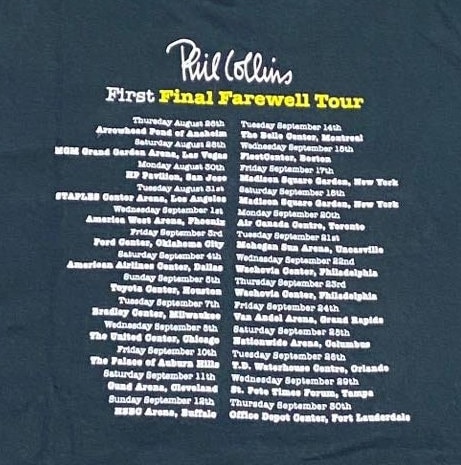 Phil Collins
First Final Farewell Tour
Thursday August 26th
Arrowhead Pond of Anaheim
Saturday August 28th
MGM Grand Garden Arena, Las Vegas
Monday August 30th
HP Pavilion, San Jose
Tuesday August 31st
STAPLES Center Arena, Los Angeles
Wednesday September 1st
America West Arena, Phoenix
Friday September 3rd
Ford Center, Oklahoma City
Saturday September 4th
American Airlines Center, Dallas
Sunday September 5th
Toyota Center, Houston
Tuesday September 7th
Bradley Center, Milwaukee
Wednesday September 8th
The United Center, Chicago
Friday September 10th
The Palace of Auburn Hills
Saturday September 11th
Gund Arena, Cleveland
Sunday September 12th
HSBC Arena, Buffalo
Tuesday September 14th
The Belle Center, Montreal
Wednesday September 15th
FleetCenter, Boston
Friday September 17th
Madison Square Garden, New York
Saturday September 18th
Madison Square Garden, New York
Monday September 20th
Air Canada Centre, Toronto
Tuesday September 21st
Mohegan Sun Arena, Uncasville
Wednesday September 22nd
Wachovia Center, Philadelphia
Thursday September 23rd
Wachovia Center, Philadelphia
Friday September 24th
Van Andel Arena, Grand Rapids
Saturday September 25th
Nationwide Arena, Columbus
Tuesday September 28th
T.D. Waterhouse Centre, Orlando
Wednesday September 29th
St. Pete Times Forum, Tampa
Thursday September 30th
Office Depot Center, Fort Lauderdale